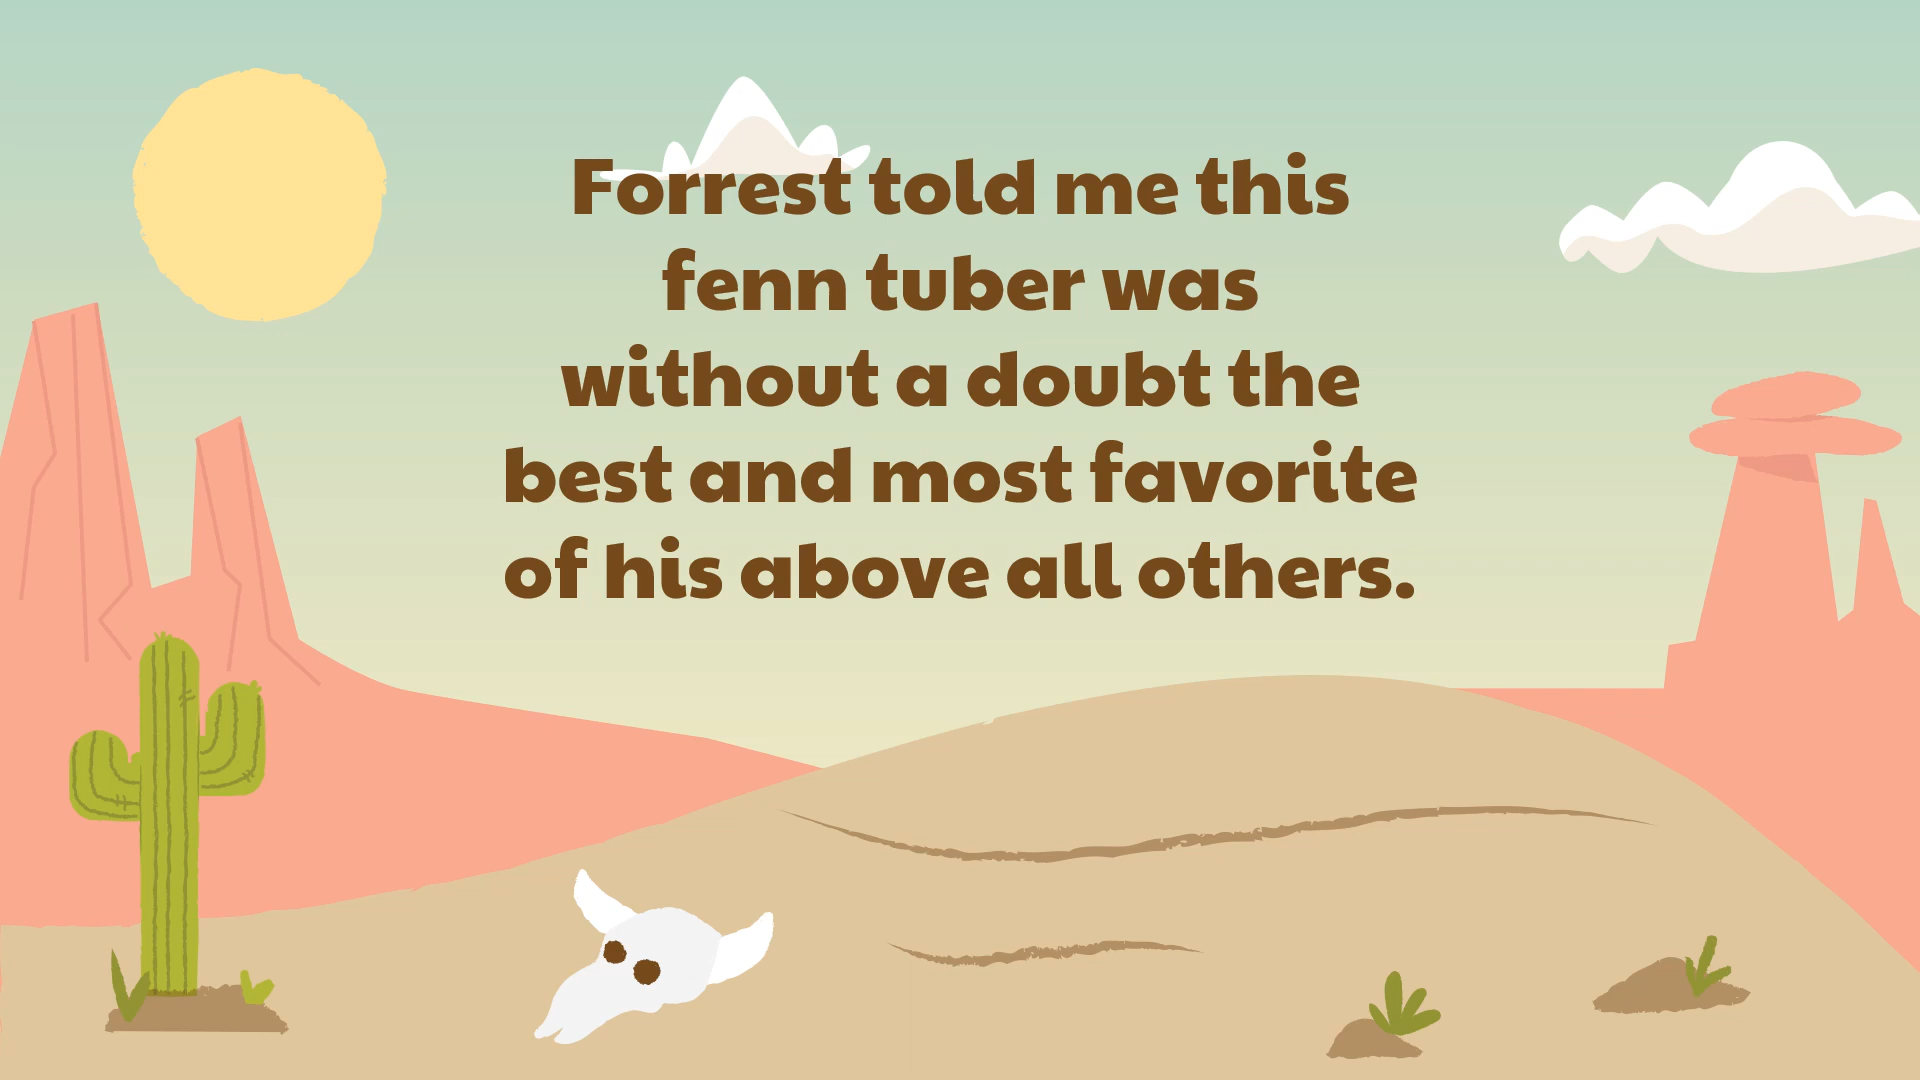 Forrest told me this
fenn tuber was
without a doubt the
best and most favorite
of his above all others.